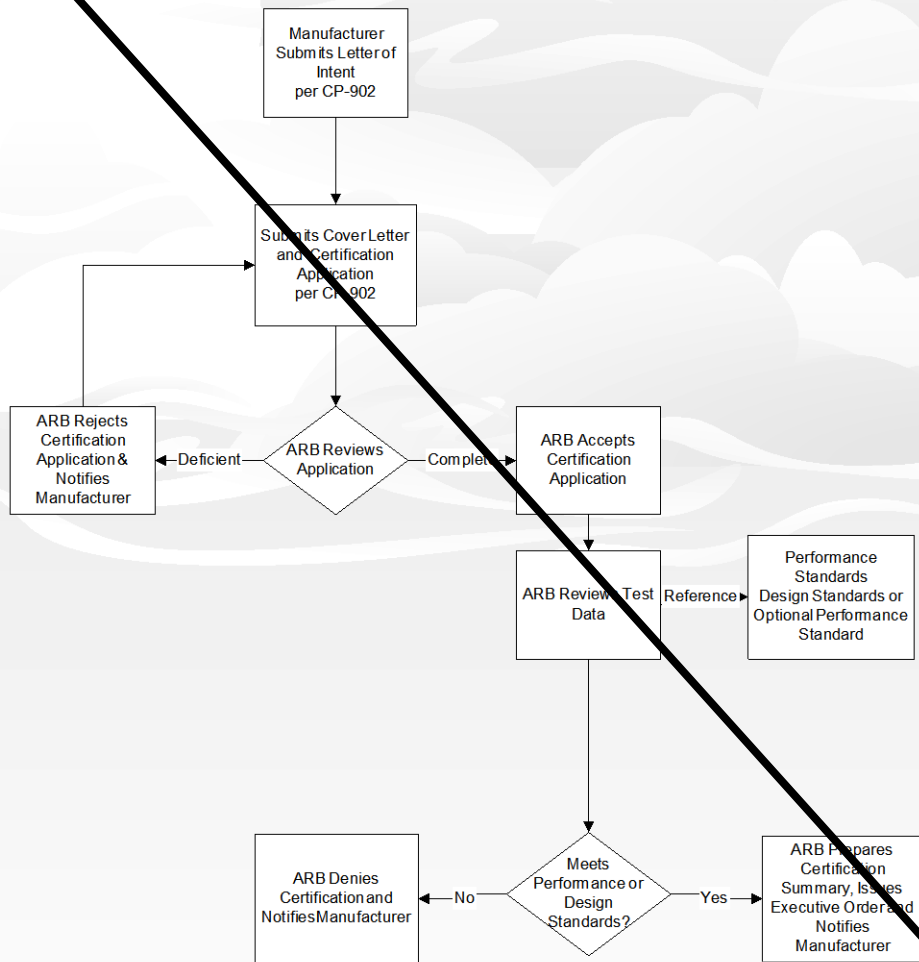 Manufacturer
Submits Letter of
Intent
per CP-902
Submits Cover Letter
and Certification
Application
per CP-902
ARB Rejects
Certification
Application &
Notifies
Manufacturer
Deficient
ARB Reviews
Application
Complete
ARB Accepts
Certification
Application
ARB Reviews Test
Data
Reference
Performance
Standards
Design Standards or
Optional Performance
Standard
ARB Denies
Certification and
Notifies Manufacturer
No
Meets
Performance or
Design
Standards?
Yes
ARB Prepares
Certification
Summary, Issues
Executive Order and
Notifies
Manufacturer